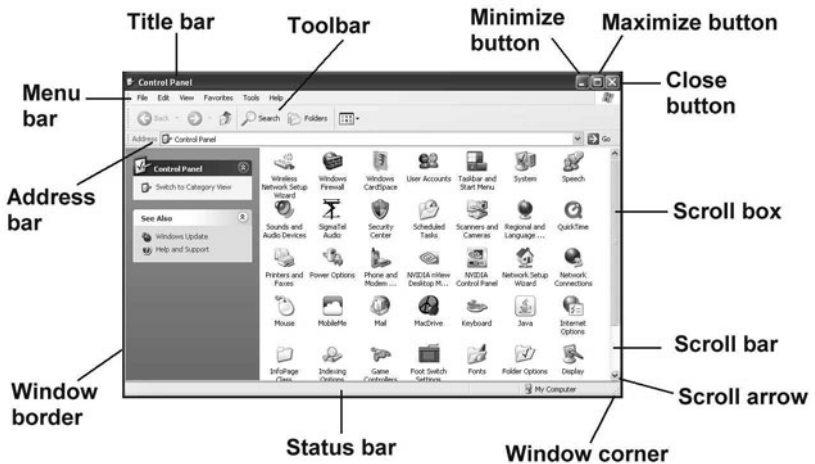 Title bar
Toolbar
Minimize
button
Maximize button
Close
button
Menu
bar
Address
bar
Window
border
Control Panel
File Edit View Favorites Tools Help
Back Search Folders
Address Control Panel Go
Control Panel
Switch to Category View
See Also
Windows Update
Help and Support
Wireless
Network Setup
Wizard
Windows
Firewall
Windows
CardSpace
User Accounts
Taskbar and
Start Menu
System
Speech
Sounds and
Audio Devices
SigmaTel
Audio
Security
Center
Scheduled
Tasks
Scanners and
Cameras
Regional and
Language ...
QuickTime
Printers and
Faxes
Power Options
Phone and
Modem ...
NVIDIA nView
Desktop M...
NVIDIA
Control Panel
Network Setup
Wizard
Network
Connections
Mouse
MobileMe
Mail
MacDrive
Keyboard
Java
Internet
Options
InfoPage
Class
Indexing
Options
Game
Controllers
Foot Switch
Settings
Fonts
Folder Options
Display
My Computer
Scroll box
Scroll bar
Scroll arrow
Status bar
Window corner